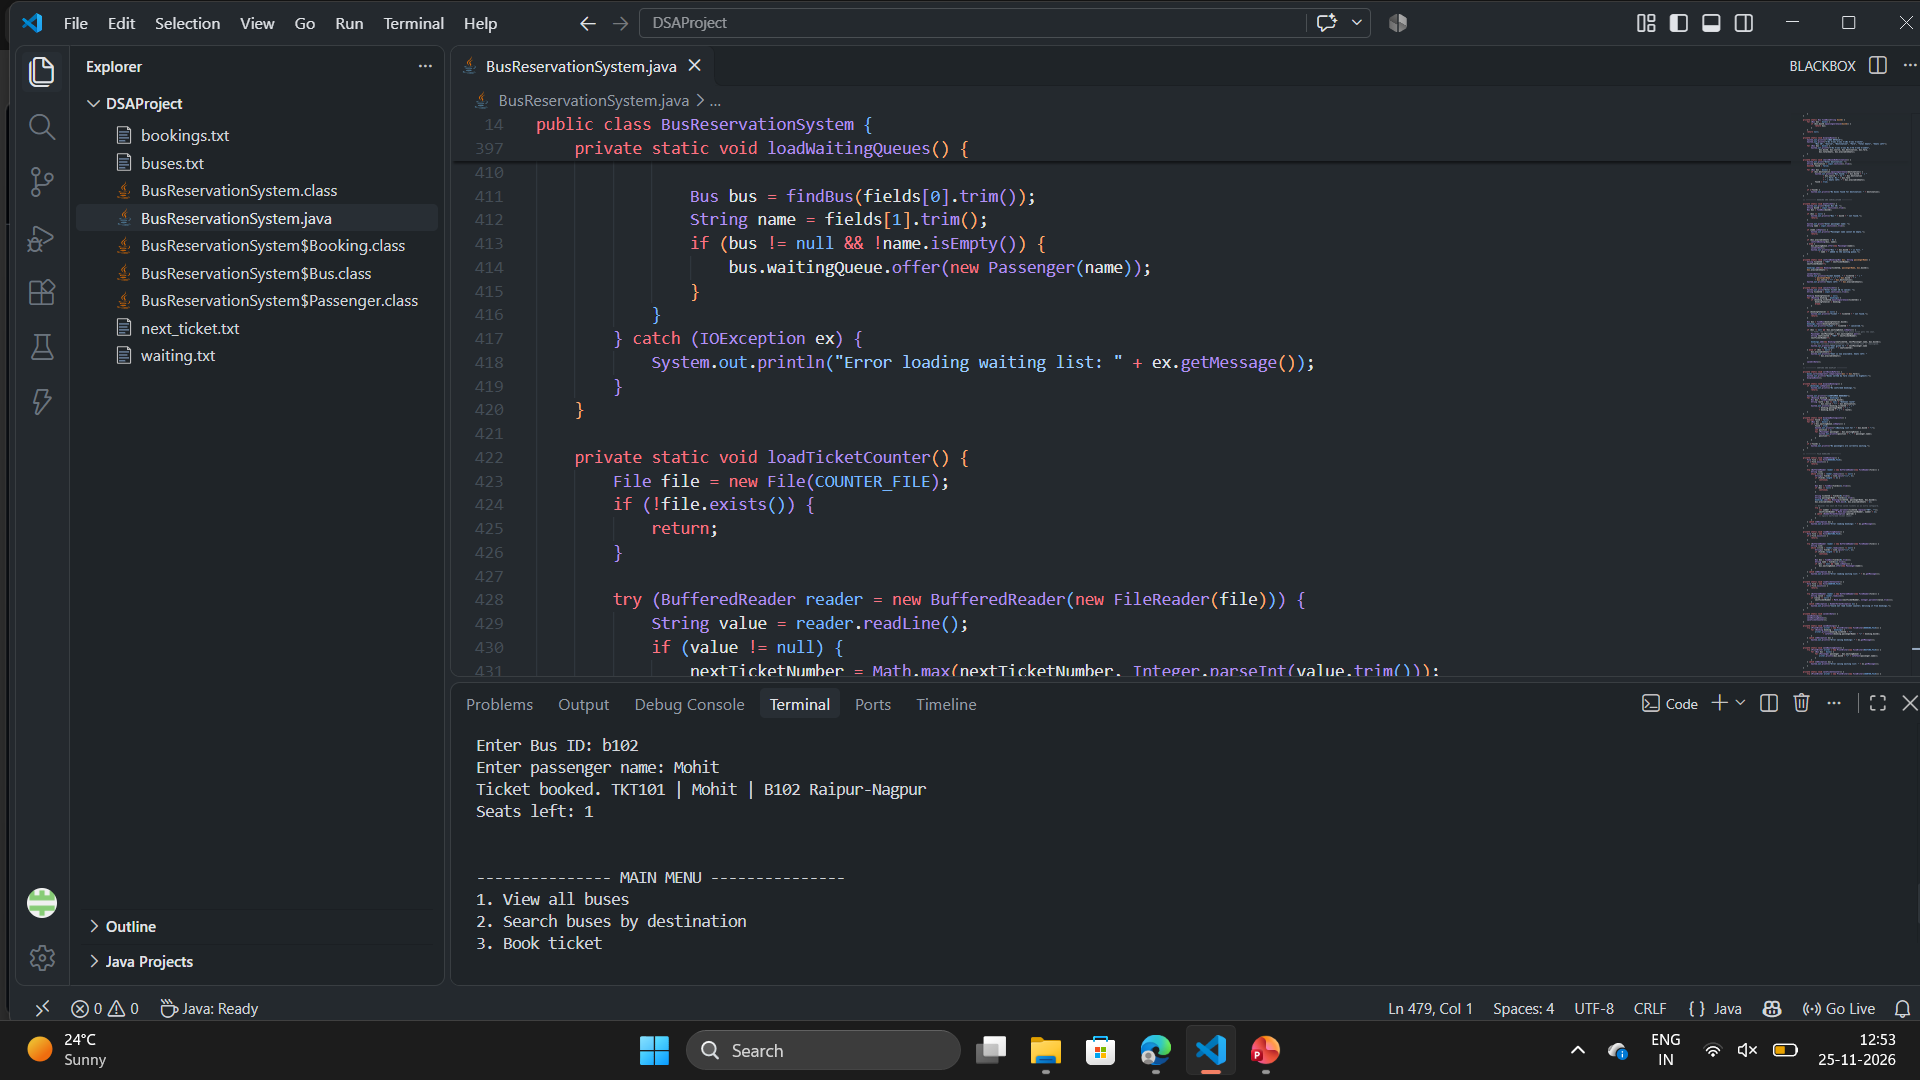 File Edit Selection View Go Run Terminal Help
DSAProject
Explorer
DSAProject
bookings.txt
buses.txt
BusReservationSystem.class
BusReservationSystem.java
BusReservationSystem$Booking.class
BusReservationSystem$Bus.class
BusReservationSystem$Passenger.class
next_ticket.txt
waiting.txt
Outline
Java Projects
BusReservationSystem.java
BLACKBOX
BusReservationSystem.java > ...
14 public class BusReservationSystem {
397 private static void loadWaitingQueues() {
410
411 Bus bus = findBus(fields[0].trim());
412 String name = fields[1].trim();
413 if (bus != null && !name.isEmpty()) {
414 bus.waitingQueue.offer(new Passenger(name));
415 }
416 }
417 } catch (IOException ex) {
418 System.out.println("Error loading waiting list: " + ex.getMessage());
419 }
420 }
421
422 private static void loadTicketCounter() {
423 File file = new File(COUNTER_FILE);
424 if (!file.exists()) {
425 return;
426 }
427
428 try (BufferedReader reader = new BufferedReader(new FileReader(file))) {
429 String value = reader.readLine();
430 if (value != null) {
431 nextTicketNumber = Math.max(nextTicketNumber, Integer.parseInt(value.trim()));
Problems Output Debug Console Terminal Ports Timeline
Code
Enter Bus ID: b102
Enter passenger name: Mohit
Ticket booked. TKT101 | Mohit | B102 Raipur-Nagpur
Seats left: 1
--------------- MAIN MENU ---------------
1. View all buses
2. Search buses by destination
3. Book ticket
0 0 Java: Ready
Ln 479, Col 1 Spaces: 4 UTF-8 CRLF { } Java Go Live
24°C
Sunny
Search
ENG
IN
12:53
25-11-2026